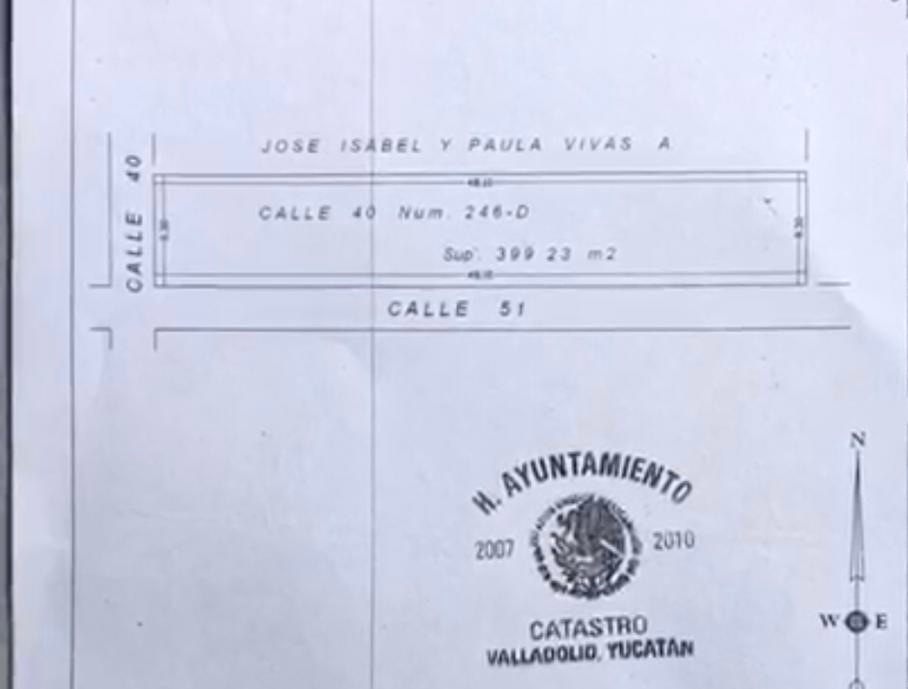 JOSE ISABEL Y PAULA VIVAS A
CALLE 40
CALLE 40 Num. 246-D
Sup. 399 23 m2
CALLE 51
N
H. AYUNTAMIENTO
2007 2010
W E
CATASTRO
VALLADOLID, YUCATAN